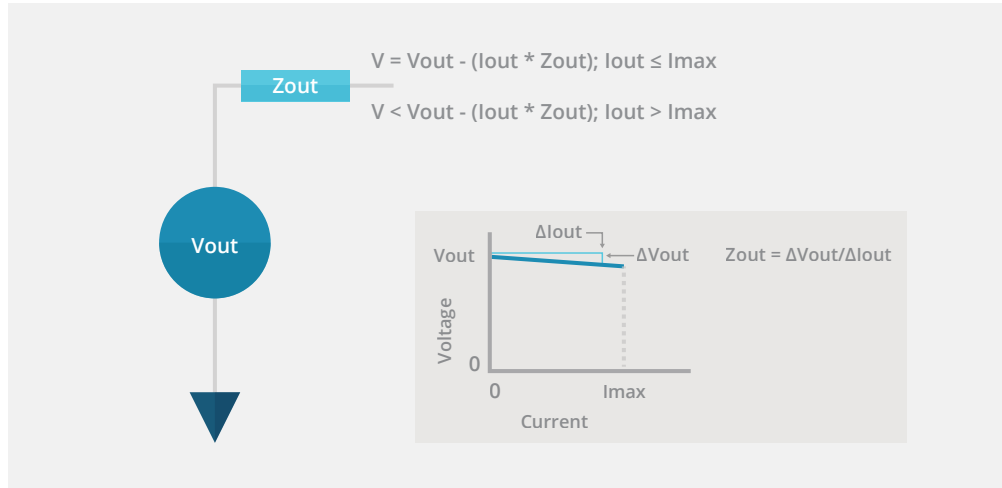 V = Vout - (Iout * Zout); Iout ≤ Imax
Zout
V < Vout - (Iout * Zout); Iout > Imax
Vout
ΔIout
Vout
ΔVout
Zout = ΔVout/ΔIout
Voltage
0
0
Imax
Current